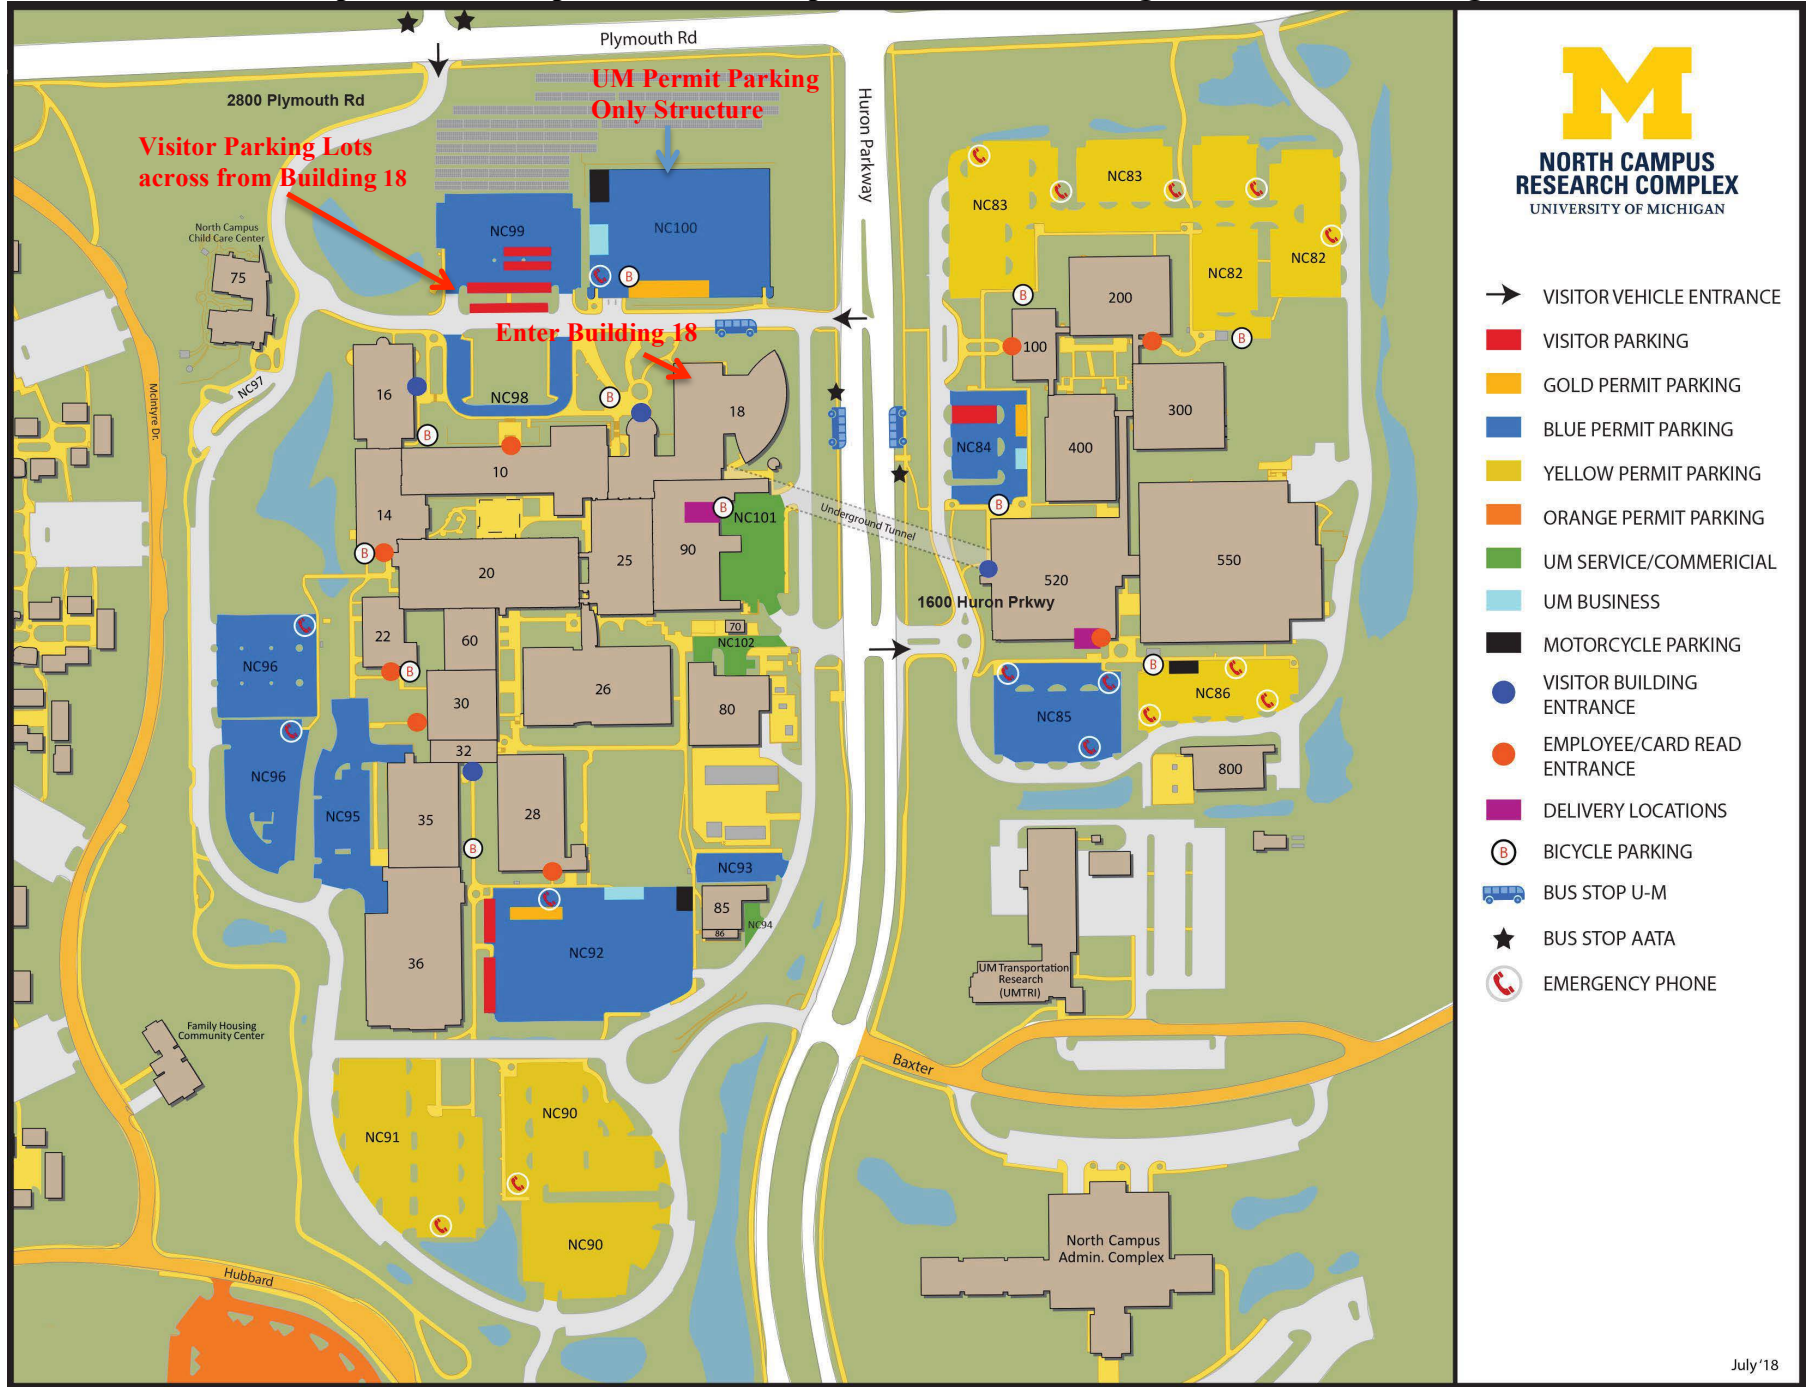 Plymouth Rd
2800 Plymouth Rd
UM Permit Parking
Only Structure
Visitor Parking Lots
across from Building 18
Huron Parkway
North Campus
Child Care Center
75
NC99
NC100
B
Enter Building 18
NC97
McIntyre Dr.
16
NC98
B
18
B
10
14
B
NC101
B
20
25
90
Underground Tunnel
22
60
B
NC96
70
NC102
30
26
80
32
NC96
NC95
35
28
B
NC93
85
86
NC94
36
NC92
Family Housing
Community Center
NC91
NC90
NC90
Hubbard
NC83
NC83
NC82
NC82
B
200
100
B
300
NC84
400
B
520
550
1600 Huron Prkwy
B
NC86
NC85
800
UM Transportation
Research
(UMTRI)
Baxter
North Campus
Admin. Complex
M
NORTH CAMPUS
RESEARCH COMPLEX
UNIVERSITY OF MICHIGAN
VISITOR VEHICLE ENTRANCE
VISITOR PARKING
GOLD PERMIT PARKING
BLUE PERMIT PARKING
YELLOW PERMIT PARKING
ORANGE PERMIT PARKING
UM SERVICE/COMMERICIAL
UM BUSINESS
MOTORCYCLE PARKING
VISITOR BUILDING
ENTRANCE
EMPLOYEE/CARD READ
ENTRANCE
DELIVERY LOCATIONS
B
BICYCLE PARKING
BUS STOP U-M
BUS STOP AATA
EMERGENCY PHONE
July '18